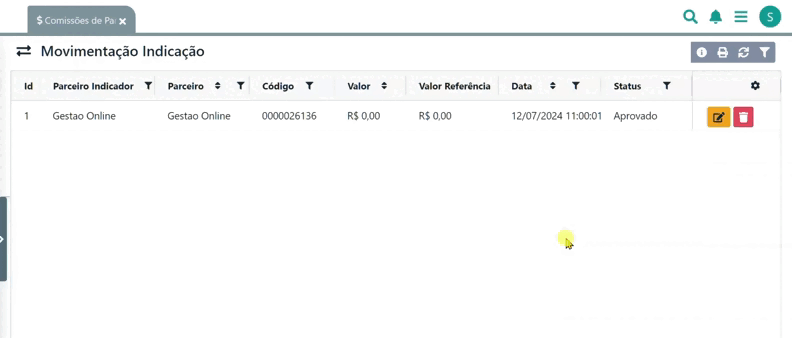 $ Comissões de Pa
S
Movimentação Indicação
Id Parceiro Indicador Parceiro Código Valor Valor Referência Data Status
1 Gestao Online Gestao Online 0000026136 R$ 0,00 R$ 0,00 12/07/2024 11:00:01 Aprovado